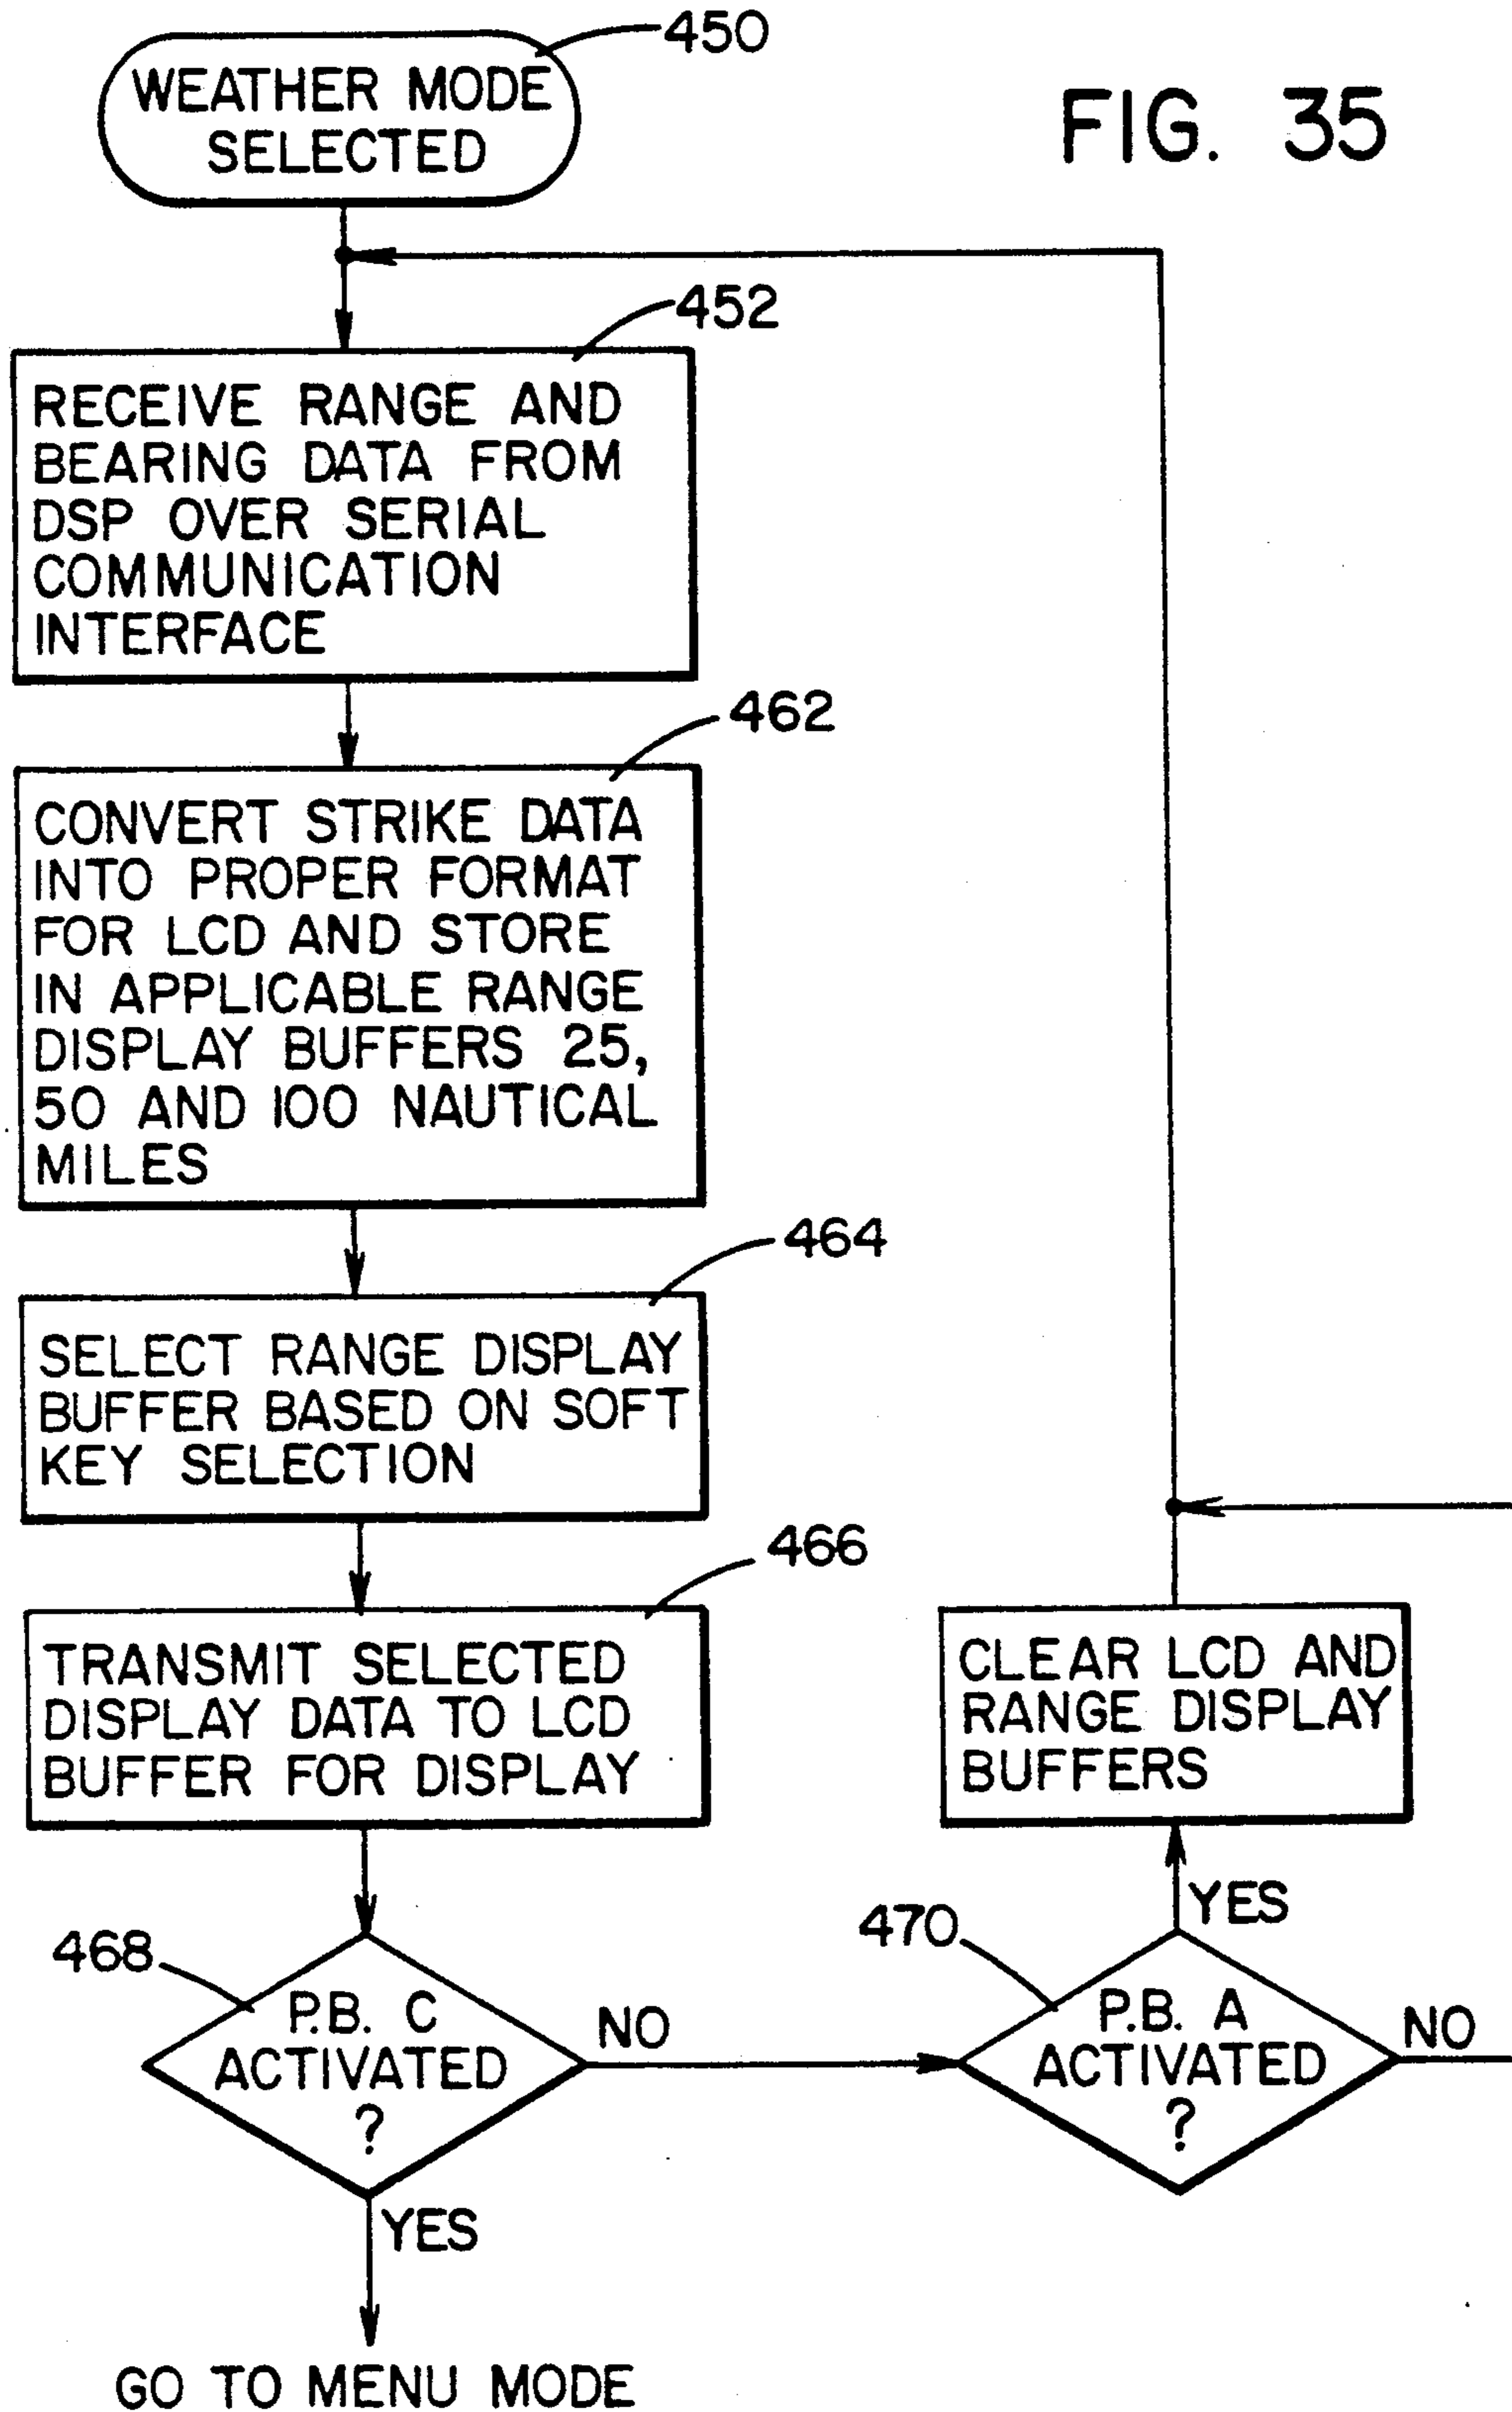 450
WEATHER MODE
SELECTED
FIG. 35
452
RECEIVE RANGE AND
BEARING DATA FROM
DSP OVER SERIAL
COMMUNICATION
INTERFACE
462
CONVERT STRIKE DATA
INTO PROPER FORMAT
FOR LCD AND STORE
IN APPLICABLE RANGE
DISPLAY BUFFERS 25,
50 AND 100 NAUTICAL
MILES
464
SELECT RANGE DISPLAY
BUFFER BASED ON SOFT
KEY SELECTION
466
TRANSMIT SELECTED
DISPLAY DATA TO LCD
BUFFER FOR DISPLAY
CLEAR LCD AND
RANGE DISPLAY
BUFFERS
YES
468
P.B. C
ACTIVATED
?
NO
470
P.B. A
ACTIVATED
?
NO
YES
GO TO MENU MODE